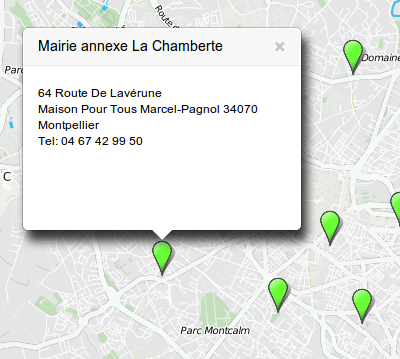 Mairie annexe La Chamberte
×
64 Route De Lavérune
Maison Pour Tous Marcel-Pagnol 34070
Montpellier
Tel: 04 67 42 99 50
Domaine
Parc
C
Parc Montcalm